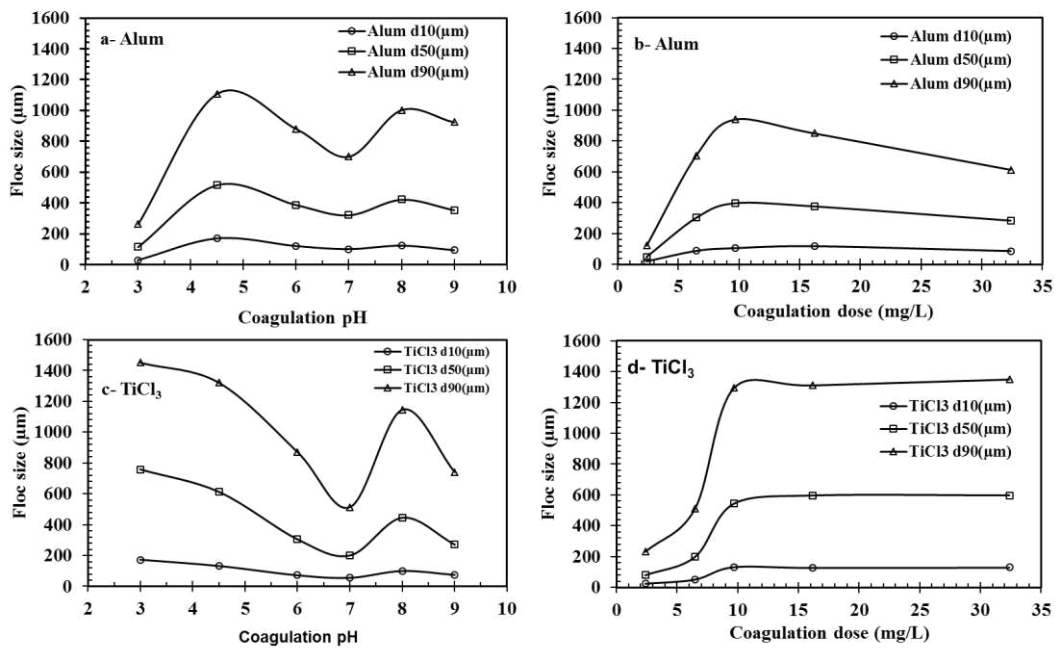 a- Alum
Alum d10(µm)
Alum d50(µm)
Alum d90(µm)
1600
1400
1200
1000
800
600
400
200
0
Floc size (µm)
2 3 4 5 6 7 8 9 10
Coagulation pH
b- Alum
Alum d10(µm)
Alum d50(µm)
Alum d90(µm)
1600
1400
1200
1000
800
600
400
200
0
Floc size (µm)
0 5 10 15 20 25 30 35
Coagulation dose (mg/L)
c- TiCl₃
TiCl3 d10(µm)
TiCl3 d50(µm)
TiCl3 d90(µm)
1600
1400
1200
1000
800
600
400
200
0
Floc size (µm)
2 3 4 5 6 7 8 9 10
Coagulation pH
d- TiCl₃
TiCl3 d10(µm)
TiCl3 d50(µm)
TiCl3 d90(µm)
1600
1400
1200
1000
800
600
400
200
0
Floc size (µm)
0 5 10 15 20 25 30 35
Coagulation dose (mg/L)